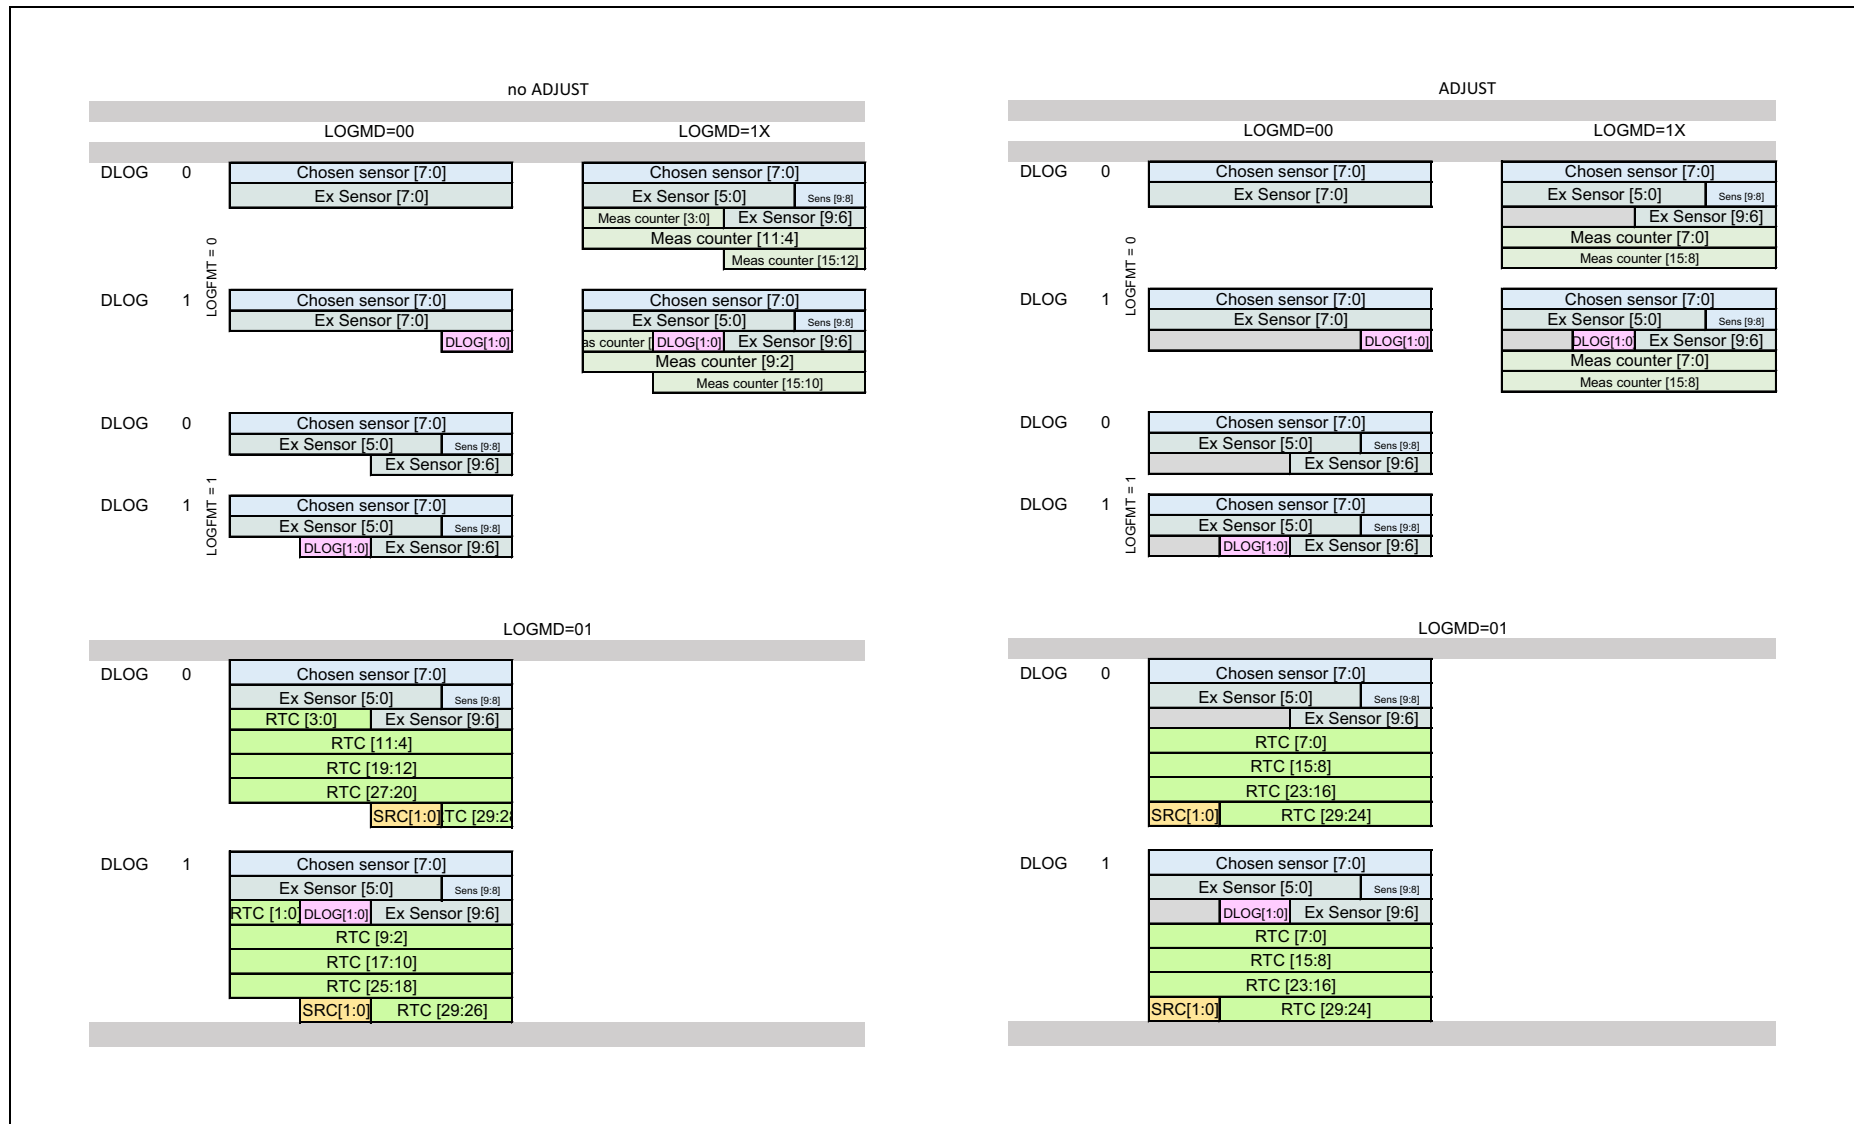 no ADJUST
LOGMD=00 LOGMD=1X
DLOG 0 Chosen sensor [7:0] Chosen sensor [7:0]
Ex Sensor [7:0] Ex Sensor [5:0] Sens [9:8]
Meas counter [3:0] Ex Sensor [9:6]
Meas counter [11:4]
Meas counter [15:12]
LOGFMT = 0
DLOG 1 Chosen sensor [7:0] Chosen sensor [7:0]
Ex Sensor [7:0] Ex Sensor [5:0] Sens [9:8]
DLOG[1:0] as counter [ DLOG[1:0] Ex Sensor [9:6]
Meas counter [9:2]
Meas counter [15:10]
DLOG 0 Chosen sensor [7:0]
Ex Sensor [5:0] Sens [9:8]
Ex Sensor [9:6]
LOGFMT = 1
DLOG 1 Chosen sensor [7:0]
Ex Sensor [5:0] Sens [9:8]
DLOG[1:0] Ex Sensor [9:6]
LOGMD=01
DLOG 0 Chosen sensor [7:0]
Ex Sensor [5:0] Sens [9:8]
RTC [3:0] Ex Sensor [9:6]
RTC [11:4]
RTC [19:12]
RTC [27:20]
SRC[1:0] TC [29:28
DLOG 1 Chosen sensor [7:0]
Ex Sensor [5:0] Sens [9:8]
RTC [1:0] DLOG[1:0] Ex Sensor [9:6]
RTC [9:2]
RTC [17:10]
RTC [25:18]
SRC[1:0] RTC [29:26]
ADJUST
LOGMD=00 LOGMD=1X
DLOG 0 Chosen sensor [7:0] Chosen sensor [7:0]
Ex Sensor [7:0] Ex Sensor [5:0] Sens [9:8]
Ex Sensor [9:6]
Meas counter [7:0]
Meas counter [15:8]
LOGFMT = 0
DLOG 1 Chosen sensor [7:0] Chosen sensor [7:0]
Ex Sensor [7:0] Ex Sensor [5:0] Sens [9:8]
DLOG[1:0] DLOG[1:0] Ex Sensor [9:6]
Meas counter [7:0]
Meas counter [15:8]
DLOG 0 Chosen sensor [7:0]
Ex Sensor [5:0] Sens [9:8]
Ex Sensor [9:6]
LOGFMT = 1
DLOG 1 Chosen sensor [7:0]
Ex Sensor [5:0] Sens [9:8]
DLOG[1:0] Ex Sensor [9:6]
LOGMD=01
DLOG 0 Chosen sensor [7:0]
Ex Sensor [5:0] Sens [9:8]
Ex Sensor [9:6]
RTC [7:0]
RTC [15:8]
RTC [23:16]
SRC[1:0] RTC [29:24]
DLOG 1 Chosen sensor [7:0]
Ex Sensor [5:0] Sens [9:8]
DLOG[1:0] Ex Sensor [9:6]
RTC [7:0]
RTC [15:8]
RTC [23:16]
SRC[1:0] RTC [29:24]